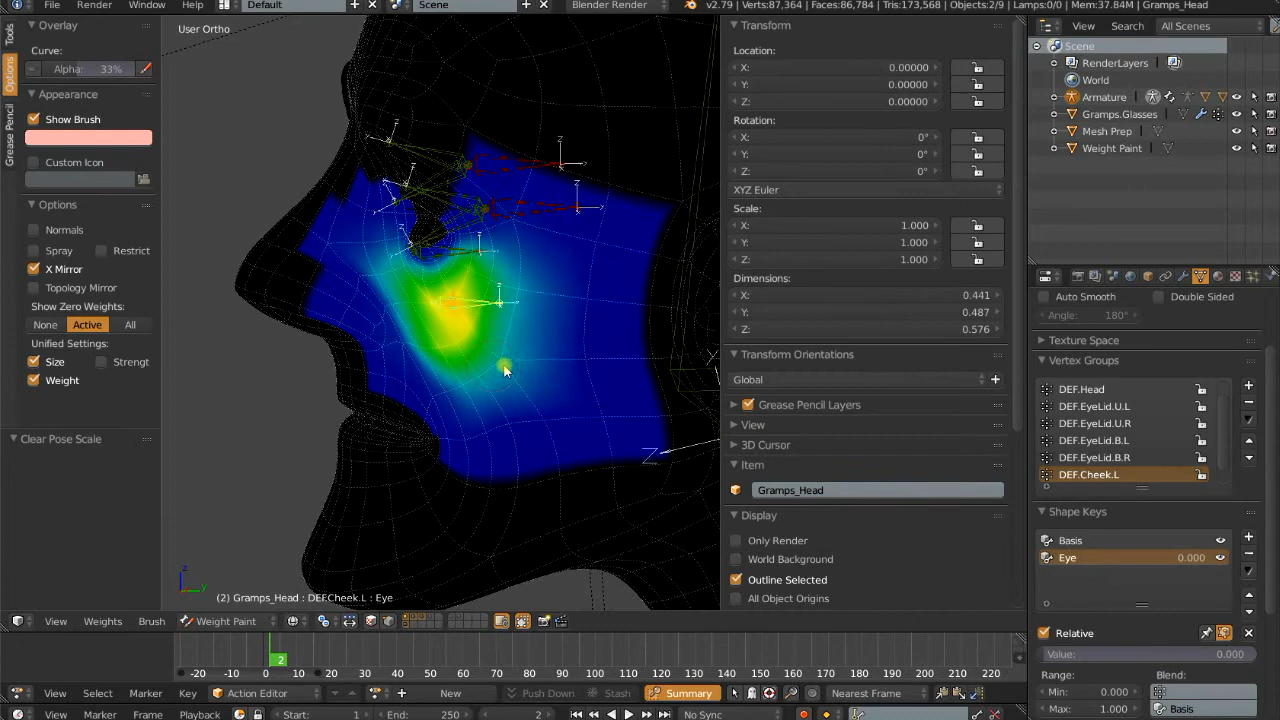 File Render Window Help Default Scene Blender Render v2.79 | Verts:87,364 | Faces:86,784 | Tris:173,568 | Objects:2/9 | Mem:37.84M | Gramps_Head
Tools
Options
Grease Pencil
Overlay
Curve:
Alpha: 33%
Appearance
Show Brush
Custom Icon
Options
Normals
Spray Restrict
X Mirror
Topology Mirror
Show Zero Weights:
None Active All
Unified Settings:
Size Strengt
Weight
Clear Pose Scale
User Ortho
(2) Gramps_Head : DEF.Cheek.L : Eye
View Weights Brush Weight Paint
Transform
Location:
X: 0.00000
Y: 0.00000
Z: 0.00000
Rotation:
X: 0°
Y: 0°
Z: 0°
XYZ Euler
Scale:
X: 1.000
Y: 1.000
Z: 1.000
Dimensions:
X: 0.441
Y: 0.487
Z: 0.576
Transform Orientations
Global
Grease Pencil Layers
View
3D Cursor
Item
Gramps_Head
Display
Only Render
World Background
Outline Selected
All Object Origins
View Search All Scenes
Scene
RenderLayers
World
Armature
Gramps.Glasses
Mesh Prep
Weight Paint
Auto Smooth Double Sided
Angle: 180°
Texture Space
Vertex Groups
DEF.Head
DEF.EyeLid.U.L
DEF.EyeLid.U.R
DEF.EyeLid.B.L
DEF.EyeLid.B.R
DEF.Cheek.L
Shape Keys
Basis
Eye 0.000
Relative
Value: 0.000
Range: Blend:
Min: 0.000
Max: 1.000 Basis
2
-20 -10 0 10 20 30 40 50 60 70 80 90 100 110 120 130 140 150 160 170 180 190 200 210 220
View Select Marker Key Action Editor New Push Down Stash Summary Nearest Frame
View Marker Frame Playback Start: 1 End: 250 2 No Sync